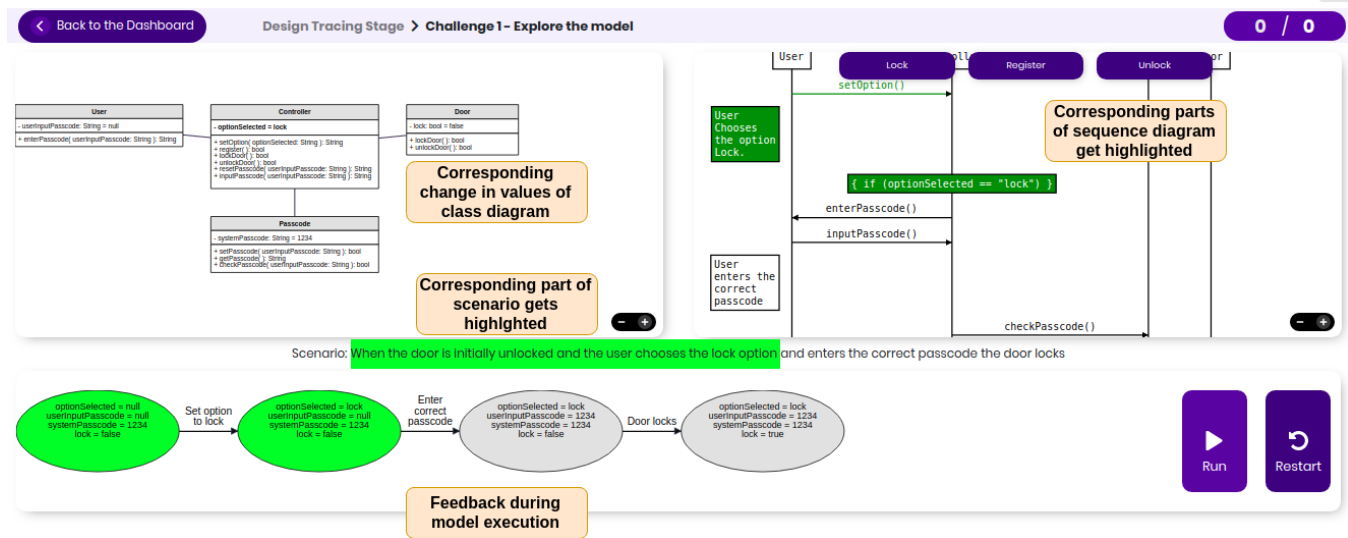 Back to the Dashboard
Design Tracing Stage > Challenge 1 - Explore the model
0 / 0
User
- userInputPasscode: String = null
+ enterPasscode( userInputPasscode: String ): String
Controller
- optionSelected = lock
+ setOption( optionSelected: String ): String
+ register( ): bool
+ lockDoor( ): bool
+ unlockDoor( ): bool
+ resetPasscode( userInputPasscode: String ): String
+ inputPasscode( userInputPasscode: String ): String
Door
- lock: bool = false
+ lockDoor( ): bool
+ unlockDoor( ): bool
Passcode
- systemPasscode: String = 1234
+ setPasscode( userInputPasscode: String ): bool
+ getPasscode( ): String
+ checkPasscode( userInputPasscode: String ): bool
Corresponding
change in values of
class diagram
Corresponding part of
scenario gets
highlghted
User
Lock
Register
Unlock
setOption()
User
Chooses
the option
Lock.
Corresponding parts
of sequence diagram
get highlighted
{ if (optionSelected == "lock") }
enterPasscode()
inputPasscode()
User
enters the
correct
passcode
checkPasscode()
Scenario: When the door is initially unlocked and the user chooses the lock option and enters the correct passcode the door locks
optionSelected = null
userInputPasscode = null
systemPasscode = 1234
lock = false
Set option
to lock
optionSelected = lock
userInputPasscode = null
systemPasscode = 1234
lock = false
Enter
correct
passcode
optionSelected = lock
userInputPasscode = 1234
systemPasscode = 1234
lock = false
Door locks
optionSelected = lock
userInputPasscode = 1234
systemPasscode = 1234
lock = true
Run
Restart
Feedback during
model execution